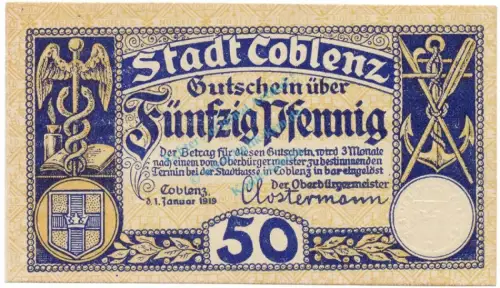 Stadt Coblenz
Gutschein über
Fünfzig Pfennig
Der Betrag für diesen Gutschein, wird 3 Monate
nach einem vom Oberbürgermeister zu bestimmenden
Termin bei der Stadtkasse in Coblenz in bar eingelöst
Coblenz,
d. 1. Januar 1919
der Oberbürgermeister
Clostermann
50